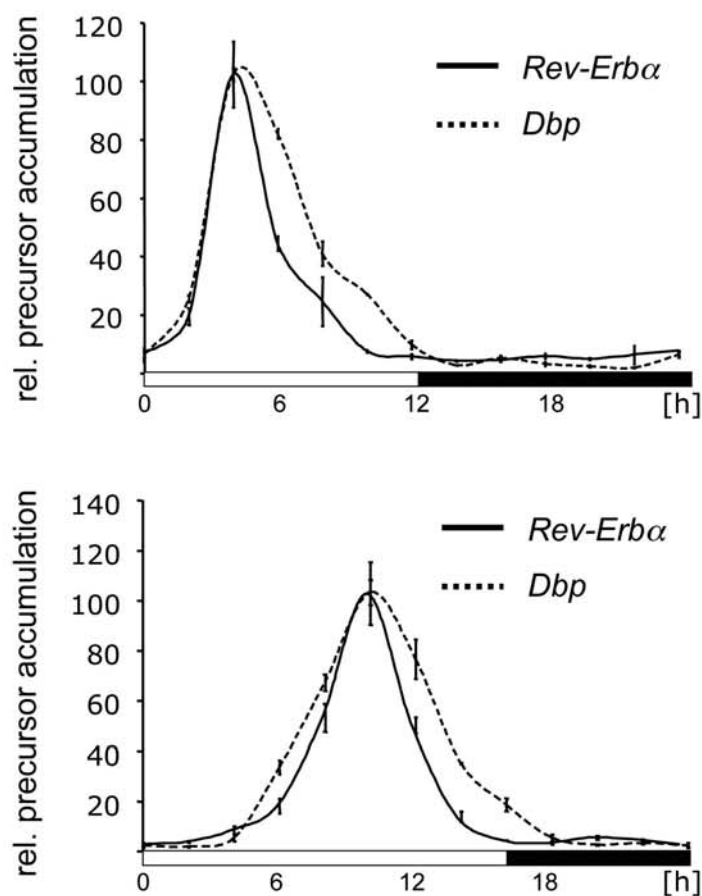 rel. precursor accumulation
120
100
80
60
40
20
Rev-Erbα
Dbp
0
6
12
18
[h]
rel. precursor accumulation
140
120
100
80
60
40
20
Rev-Erbα
Dbp
0
6
12
18
[h]